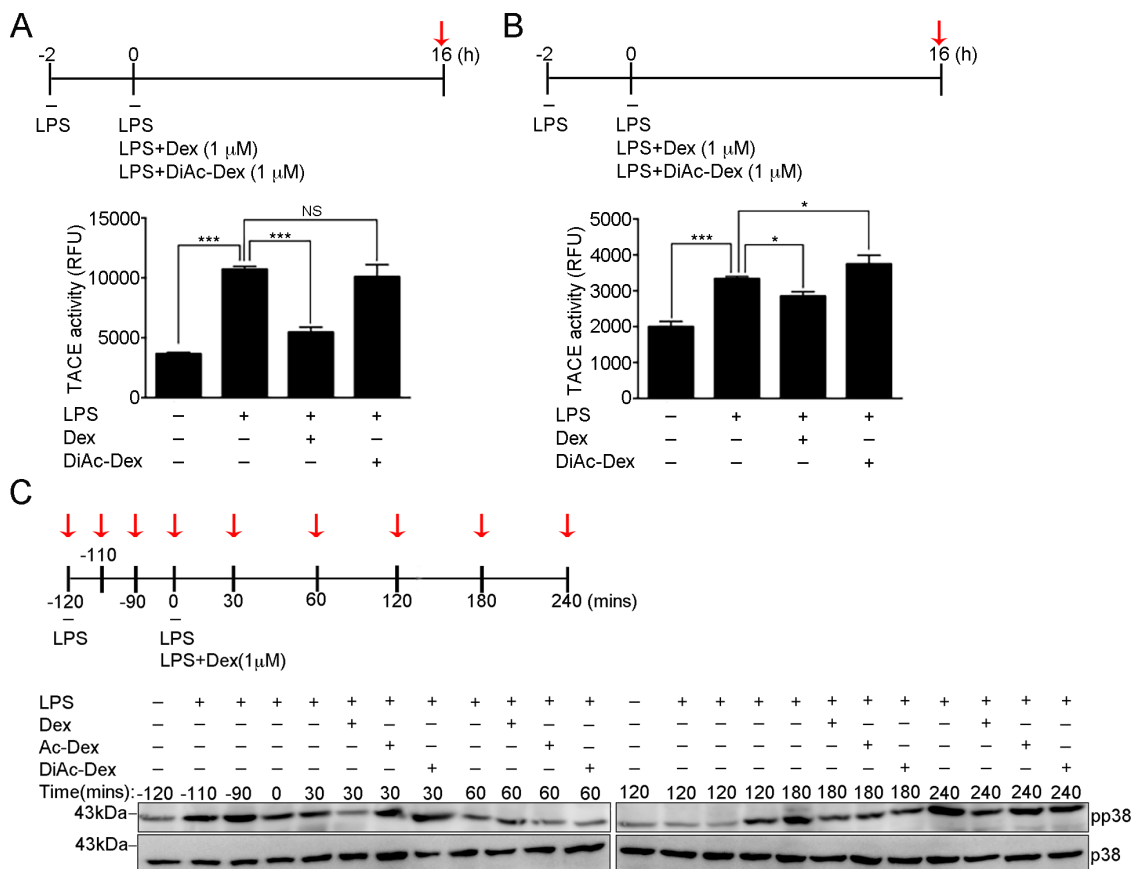 A
-2 0 16 (h)
– –
LPS LPS
LPS+Dex (1 μM)
LPS+DiAc-Dex (1 μM)
TACE activity (RFU)
15000
10000
5000
0
*** *** NS
LPS – + + +
Dex – – + –
DiAc-Dex – – – +
B
-2 0 16 (h)
– –
LPS LPS
LPS+Dex (1 μM)
LPS+DiAc-Dex (1 μM)
TACE activity (RFU)
5000
4000
3000
2000
1000
0
*** * *
LPS – + + +
Dex – – + –
DiAc-Dex – – – +
C
-110
-120 -90 0 30 60 120 180 240 (mins)
– –
LPS LPS
LPS+Dex(1μM)
LPS – + + + + + + + + + + + – + + + + + + + + + + +
Dex – – – – – + – – – + – – – – – – – + – – – + – –
Ac-Dex – – – – – – + – – – + – – – – – – – + – – – + –
DiAc-Dex – – – – – – – + – – – + – – – – – – – + – – – +
Time(mins): -120 -110 -90 0 30 30 30 30 60 60 60 60 120 120 120 120 180 180 180 180 240 240 240 240
43kDa– pp38
43kDa– p38